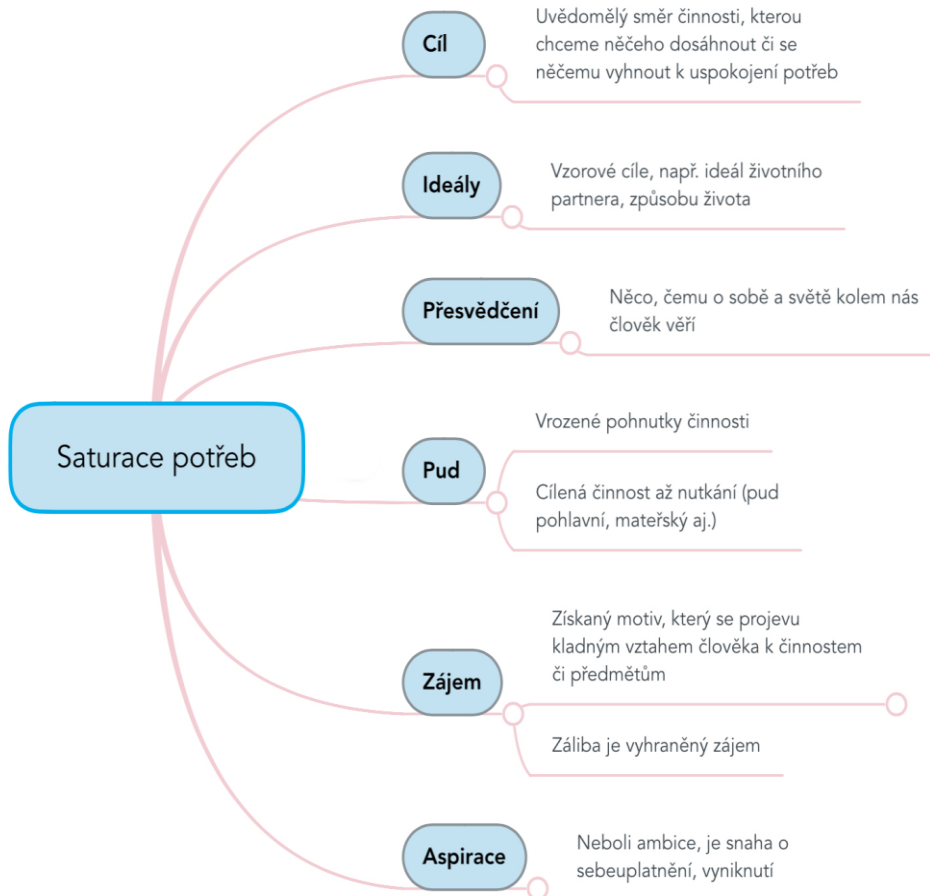 Cíl
Uvědomělý směr činnosti, kterou
chceme něčeho dosáhnout či se
něčemu vyhnout k uspokojení potřeb
Ideály
Vzorové cíle, např. ideál životního
partnera, způsobu života
Přesvědčení
Něco, čemu o sobě a světě kolem nás
člověk věří
Saturace potřeb
Pud
Vrozené pohnutky činnosti
Cílená činnost až nutkání (pud
pohlavní, mateřský aj.)
Zájem
Získaný motiv, který se projevu
kladným vztahem člověka k činnostem
či předmětům
Záliba je vyhraněný zájem
Aspirace
Neboli ambice, je snaha o
sebeuplatnění, vyniknutí